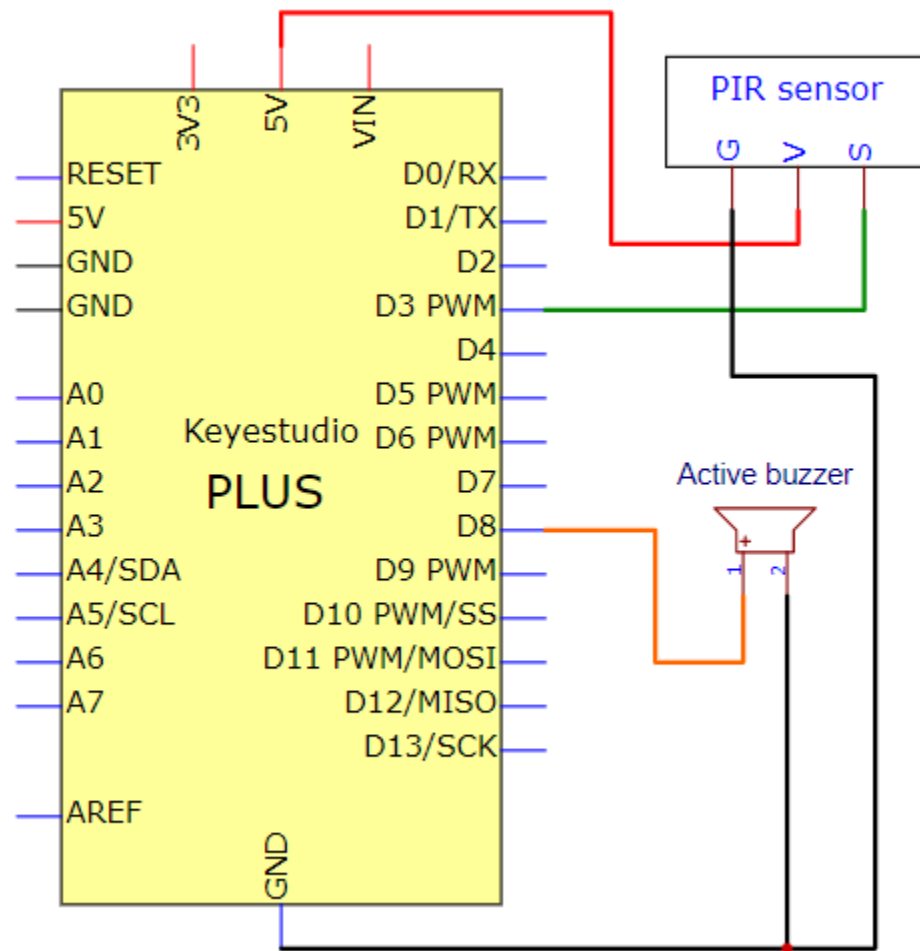 3V3
5V
VIN
PIR sensor
G
V
S
RESET
D0/RX
5V
D1/TX
GND
D2
GND
D3 PWM
D4
A0
D5 PWM
A1
Keyestudio
D6 PWM
A2
PLUS
D7
Active buzzer
A3
D8
+
A4/SDA
D9 PWM
1
2
A5/SCL
D10 PWM/SS
A6
D11 PWM/MOSI
A7
D12/MISO
D13/SCK
AREF
GND